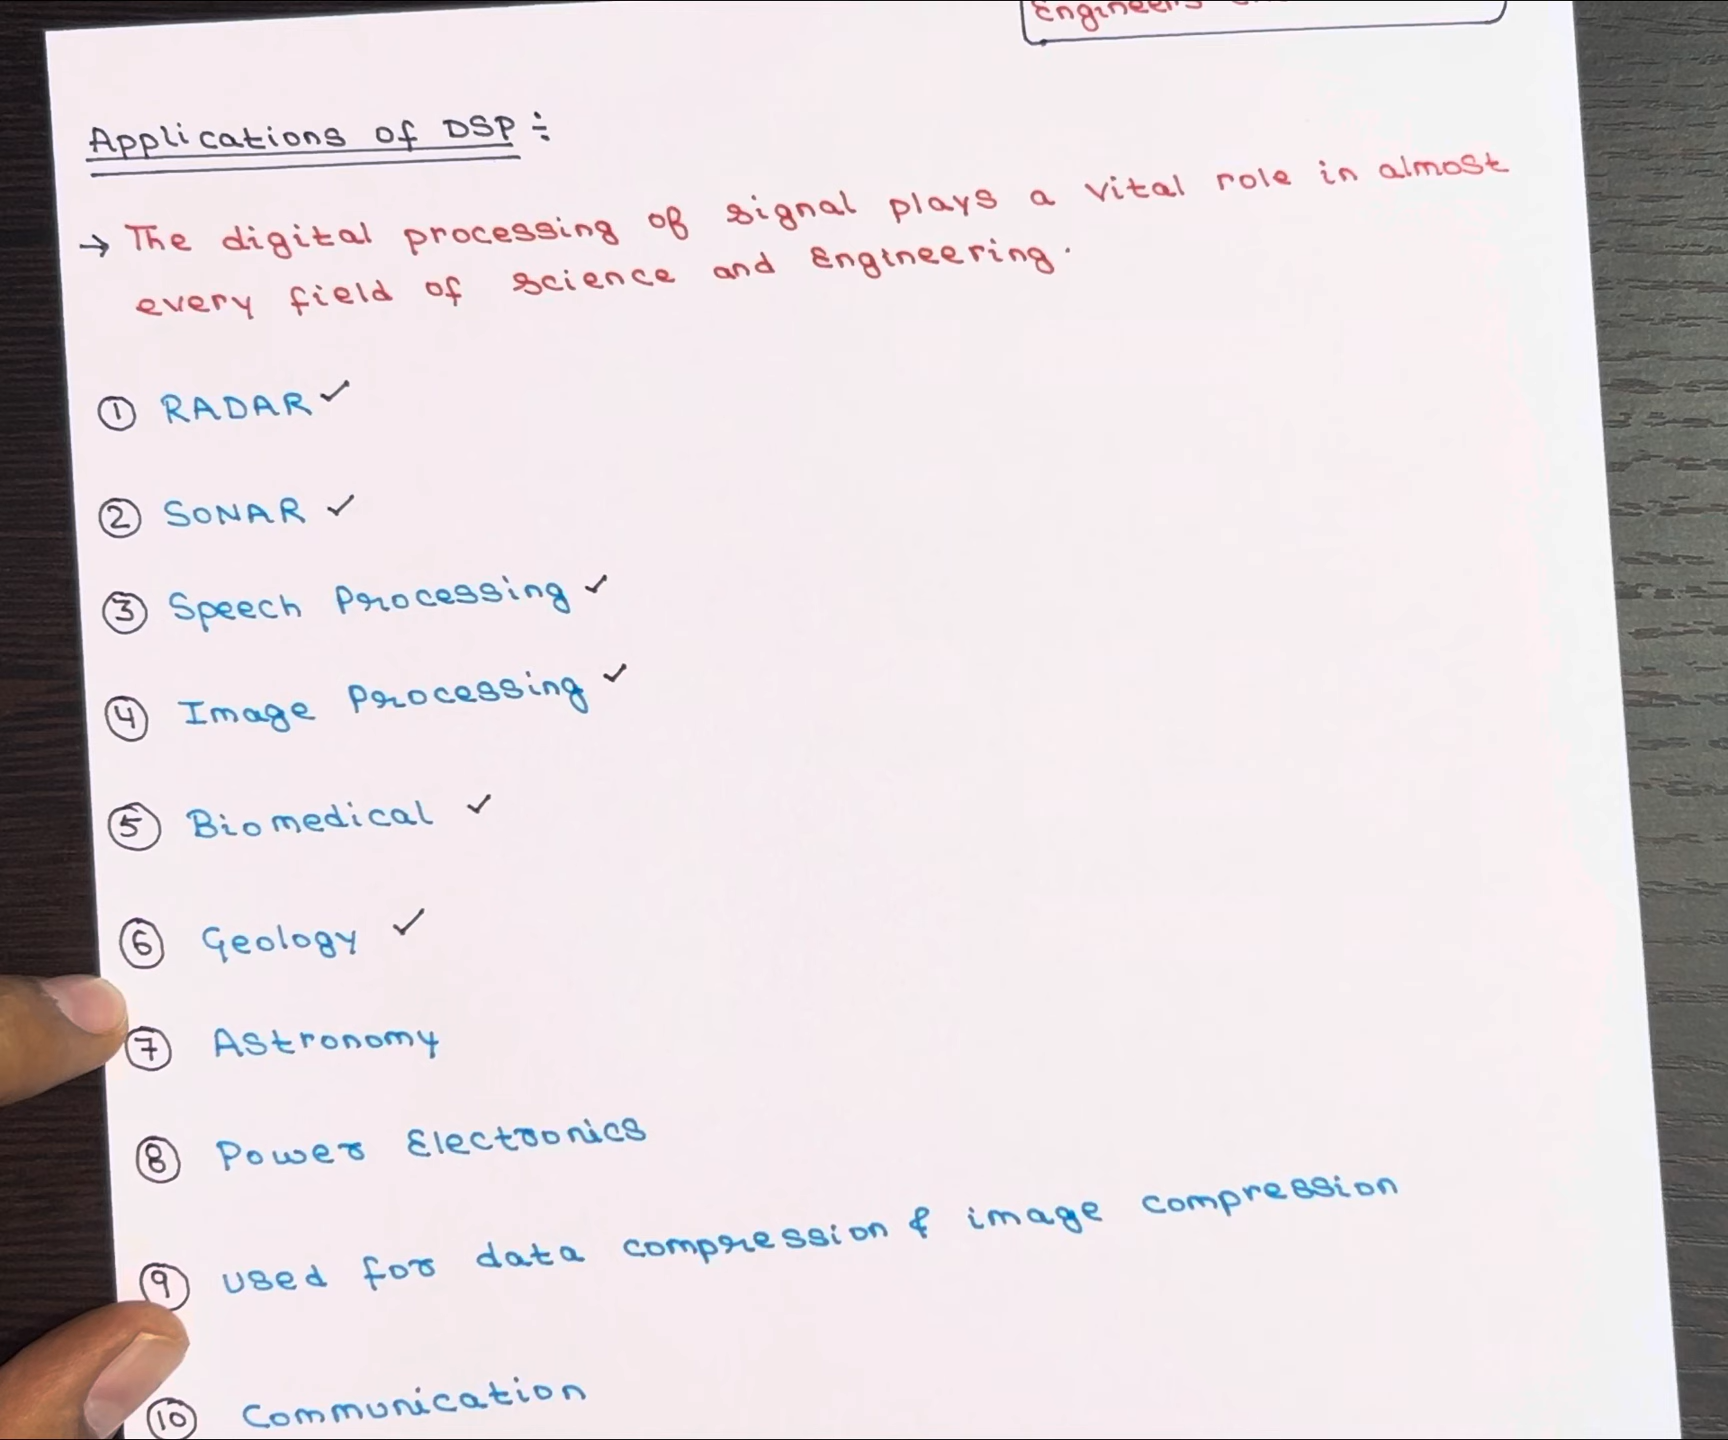 Engineers
Applications of DSP :
→ The digital processing of signal plays a vital role in almost
every field of science and Engineering.
① RADAR ✓
② SONAR ✓
③ Speech Processing ✓
④ Image Processing ✓
⑤ Biomedical ✓
⑥ Geology ✓
⑦ Astronomy
⑧ Power Electronics
⑨ used for data compression & image compression
⑩ Communication